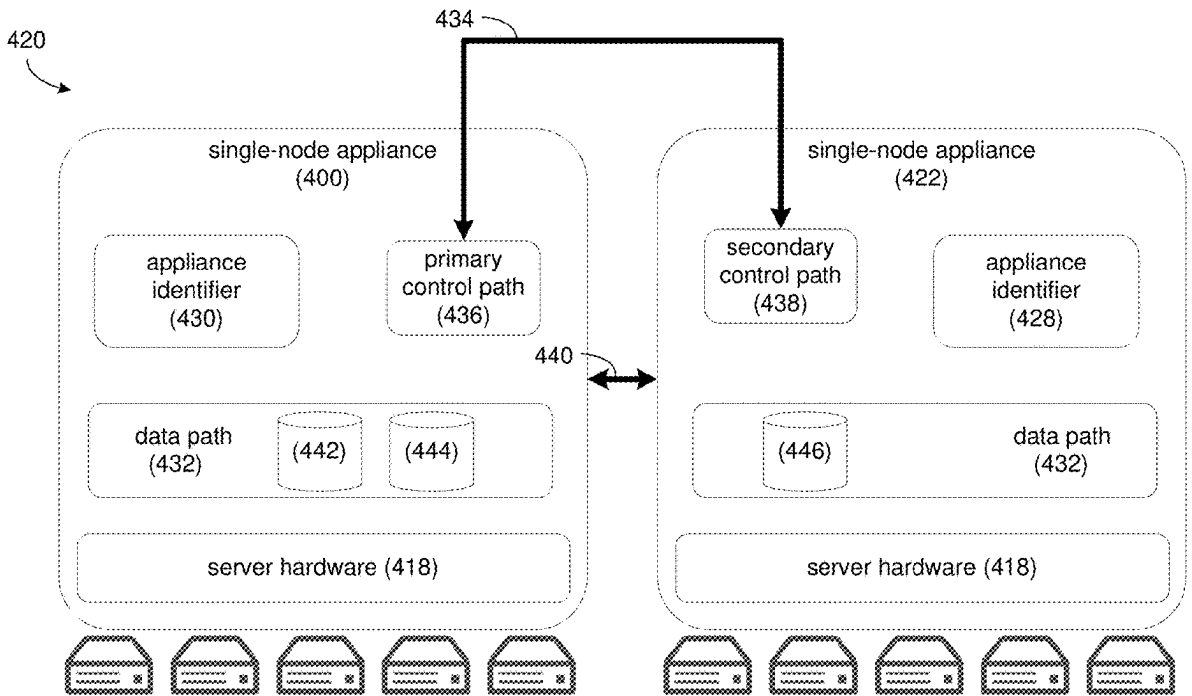 434
420
single-node appliance
(400)
single-node appliance
(422)
appliance
identifier
(430)
primary
control path
(436)
secondary
control path
(438)
appliance
identifier
(428)
440
data path
(432)
(442)
(444)
(446)
data path
(432)
server hardware (418)
server hardware (418)